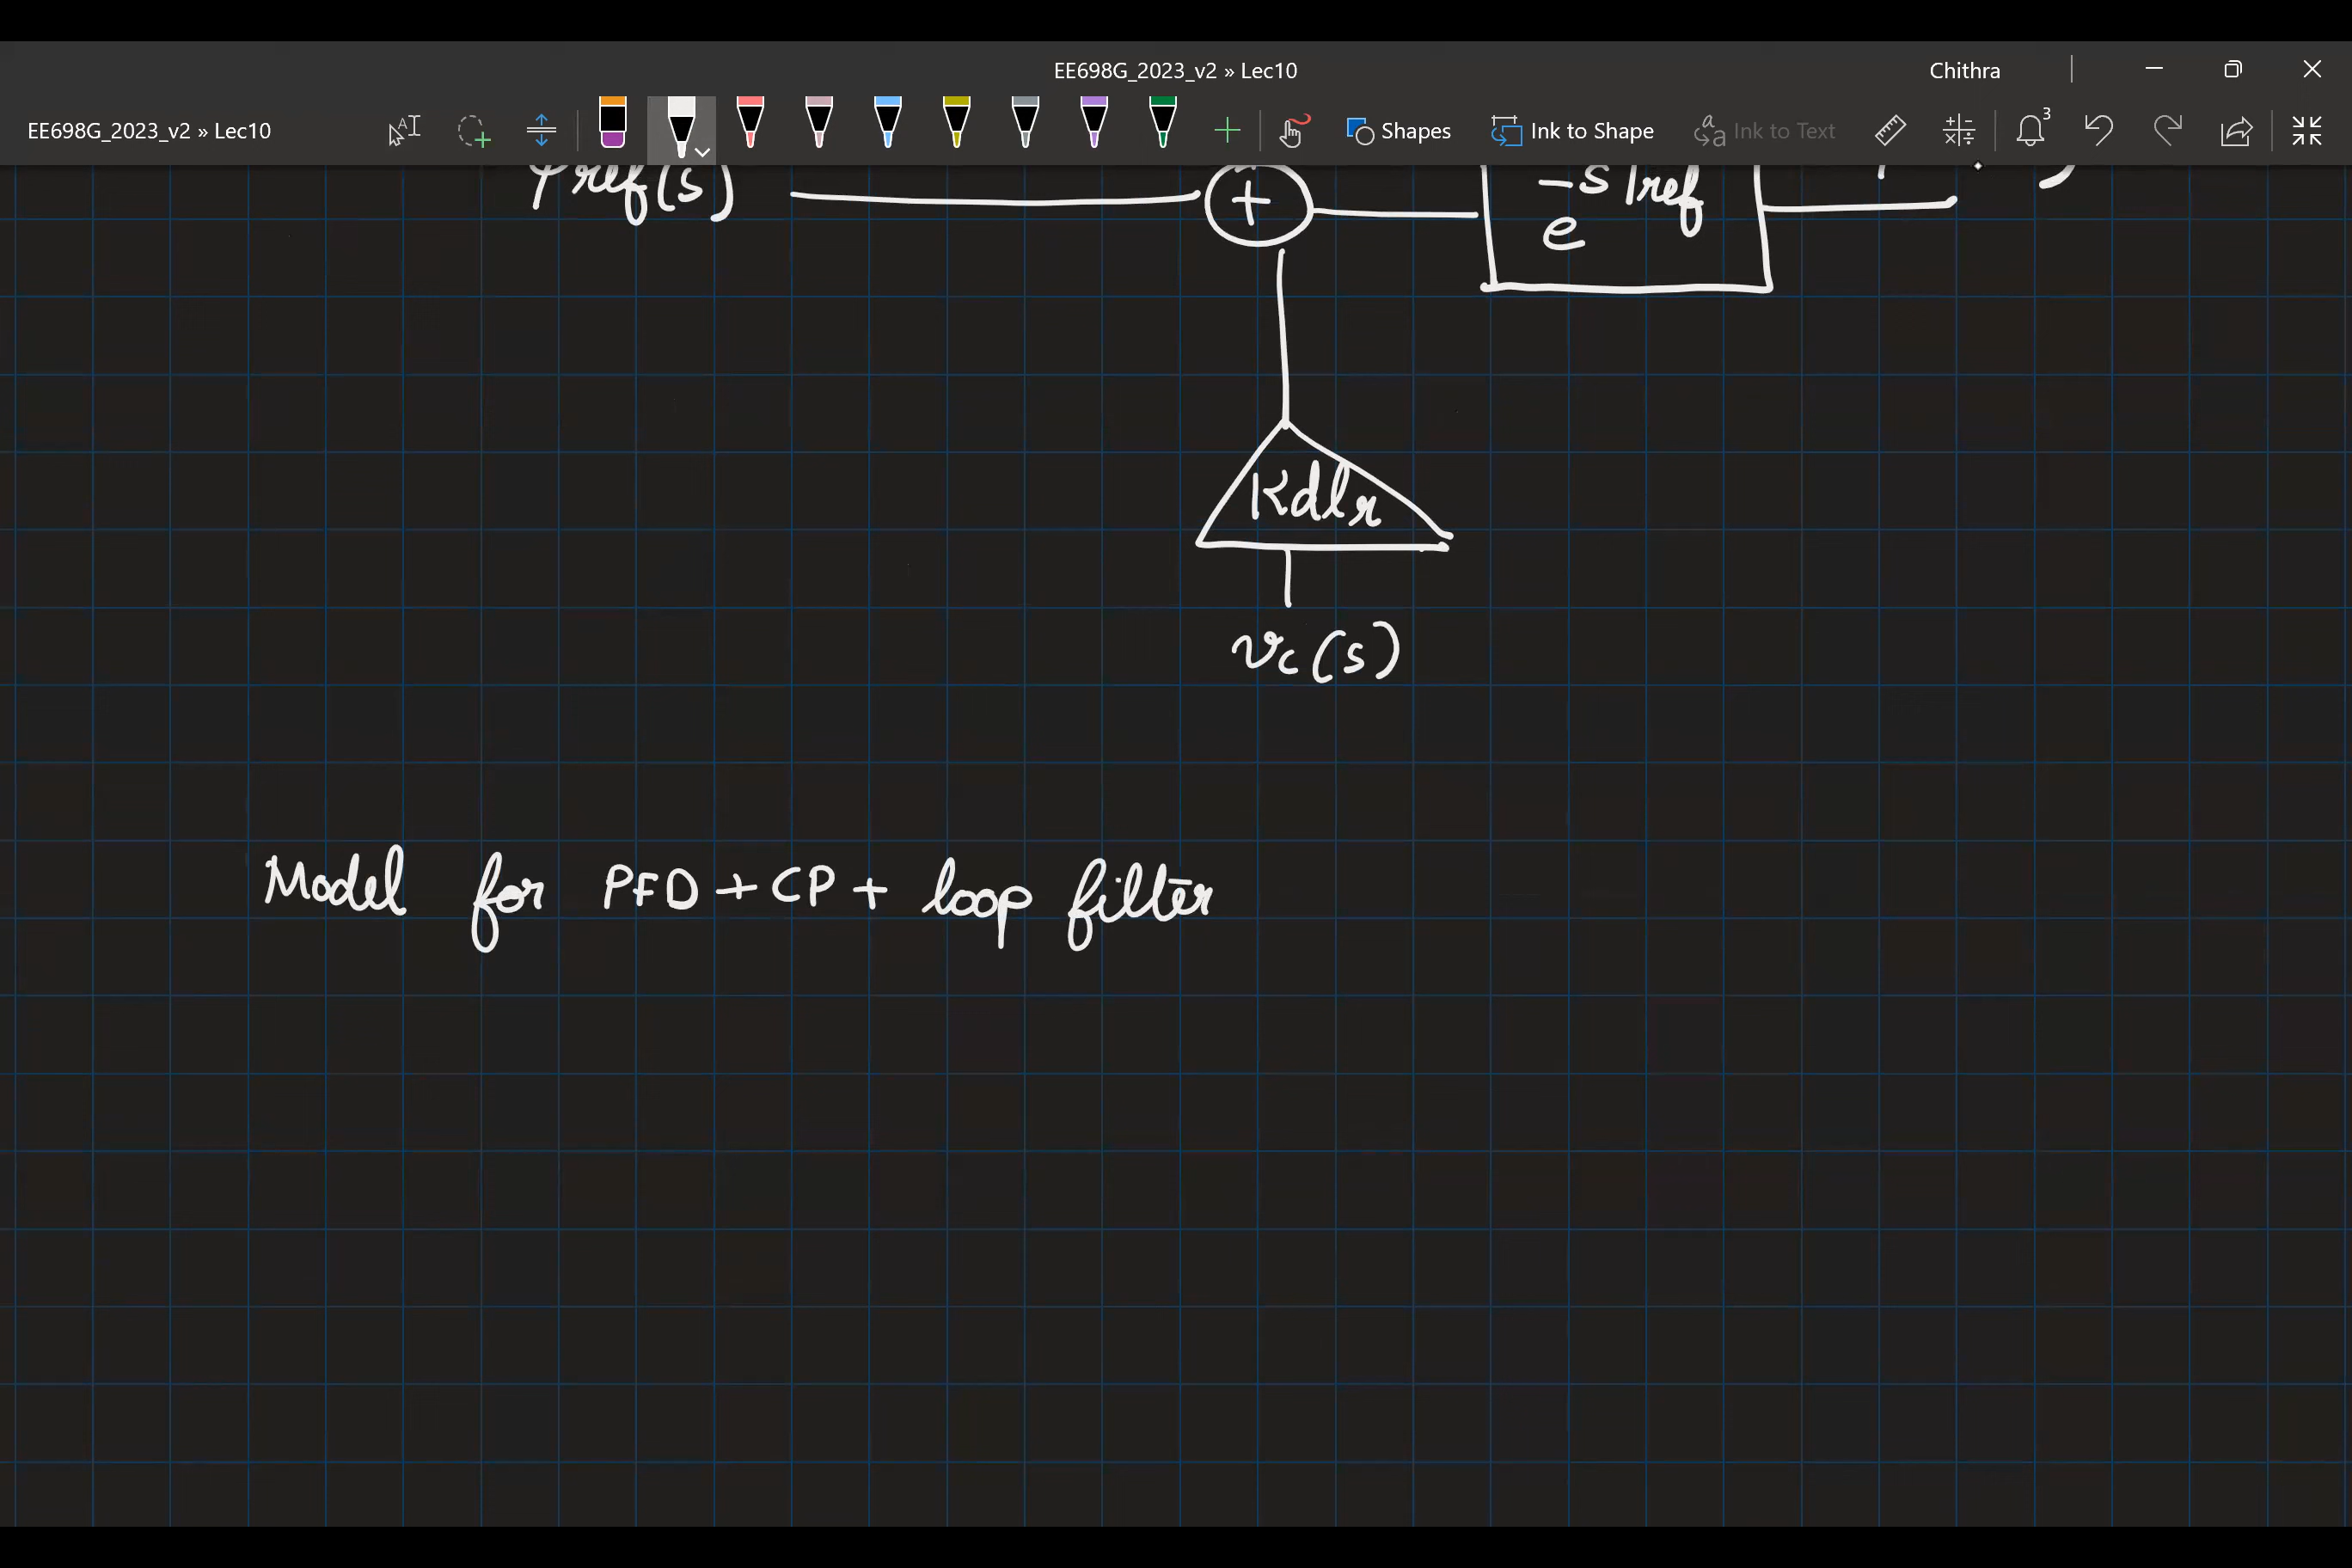 EE698G_2023_v2 » Lec10
Chithra
EE698G_2023_v2 » Lec10
Shapes
Ink to Shape
Ink to Text
3
φref(s)
+
e^-sTref
Kdlr
vc(s)
Model for PFD + CP + loop filter